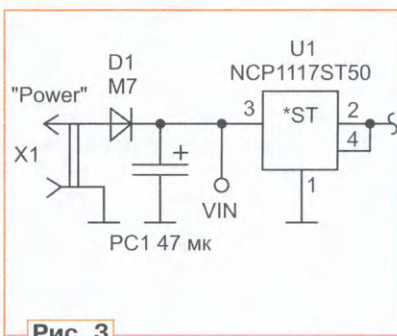 U1
D1
NCP1117ST50
M7
"Power"
3
*ST
2
4
X1
1
VIN
PC1 47 мк
Рис. 3